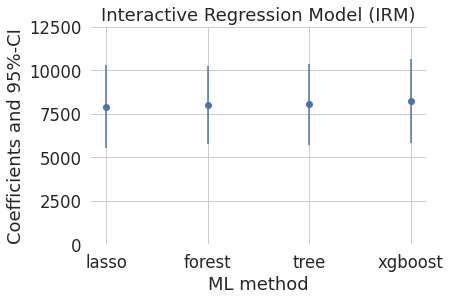 Interactive Regression Model (IRM)
Coefficients and 95%-CI
12500
10000
7500
5000
2500
0
lasso forest tree xgboost
ML method